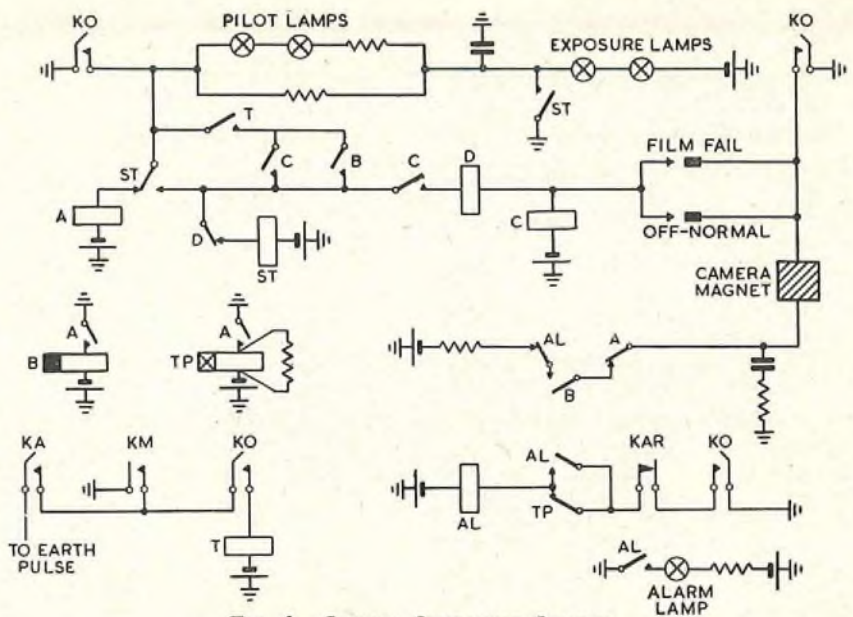 KO
PILOT LAMPS
EXPOSURE LAMPS
KO
ST
T
C
B
C
D
FILM FAIL
ST
A
D
ST
C
OFF-NORMAL
CAMERA
MAGNET
A
B
A
TP
AL
A
B
KA
KM
KO
TO EARTH
PULSE
T
AL
TP
AL
KAR
KO
AL
ALARM
LAMP